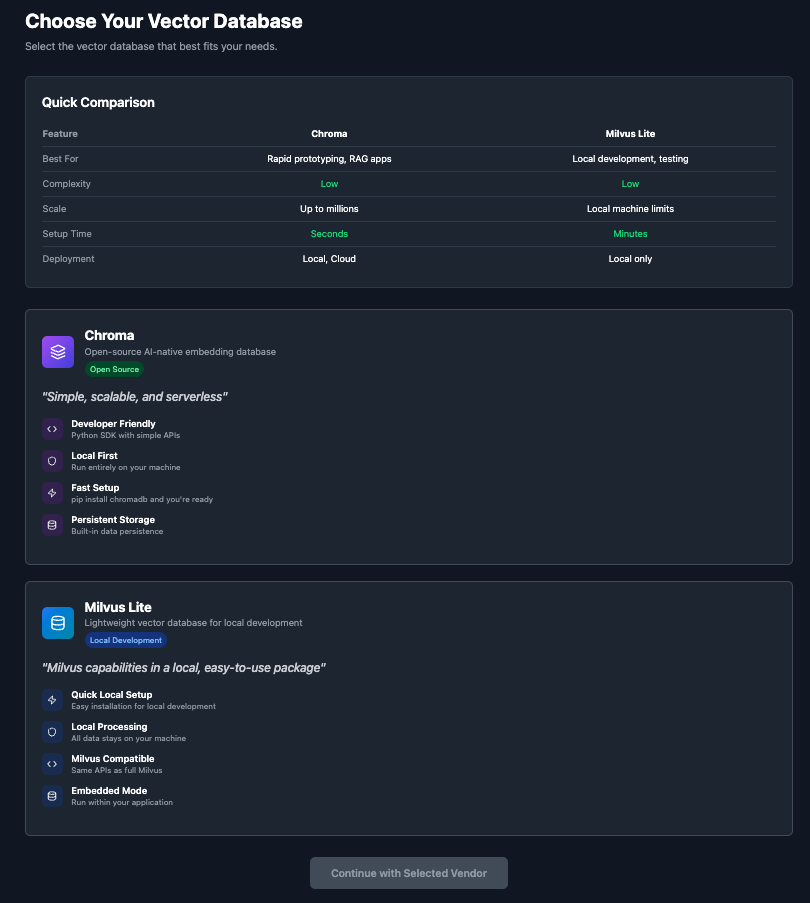 Choose Your Vector Database
Select the vector database that best fits your needs.
Quick Comparison
Feature Chroma Milvus Lite
Best For Rapid prototyping, RAG apps Local development, testing
Complexity Low Low
Scale Up to millions Local machine limits
Setup Time Seconds Minutes
Deployment Local, Cloud Local only
Chroma
Open-source AI-native embedding database
Open Source
"Simple, scalable, and serverless"
Developer Friendly
Python SDK with simple APIs
Local First
Run entirely on your machine
Fast Setup
pip install chromadb and you're ready
Persistent Storage
Built-in data persistence
Milvus Lite
Lightweight vector database for local development
Local Development
"Milvus capabilities in a local, easy-to-use package"
Quick Local Setup
Easy installation for local development
Local Processing
All data stays on your machine
Milvus Compatible
Same APIs as full Milvus
Embedded Mode
Run within your application
Continue with Selected Vendor